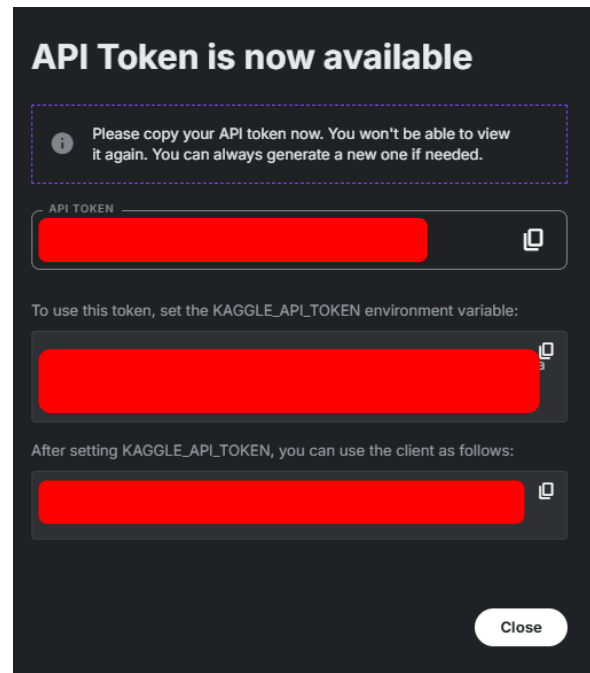 API Token is now available
Please copy your API token now. You won't be able to view
it again. You can always generate a new one if needed.
API TOKEN
To use this token, set the KAGGLE_API_TOKEN environment variable:
a
After setting KAGGLE_API_TOKEN, you can use the client as follows:
Close